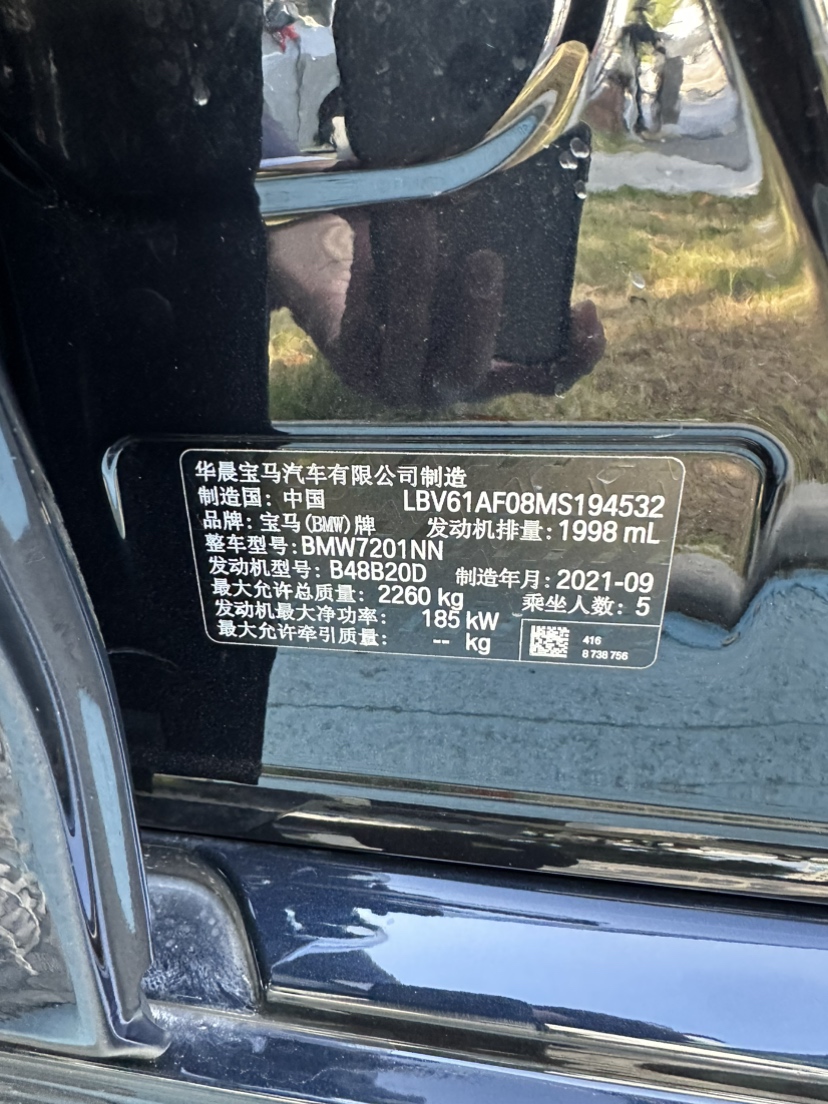 华晨宝马汽车有限公司制造
制造国：中国 LBV61AF08MS194532
品牌：宝马(BMW)牌 发动机排量：1998 mL
整车型号：BMW7201NN
发动机型号：B48B20D 制造年月：2021-09
最大允许总质量：2260 kg 乘坐人数：5
发动机最大净功率：185 kW
最大允许牵引质量：-- kg
416
8 738 756